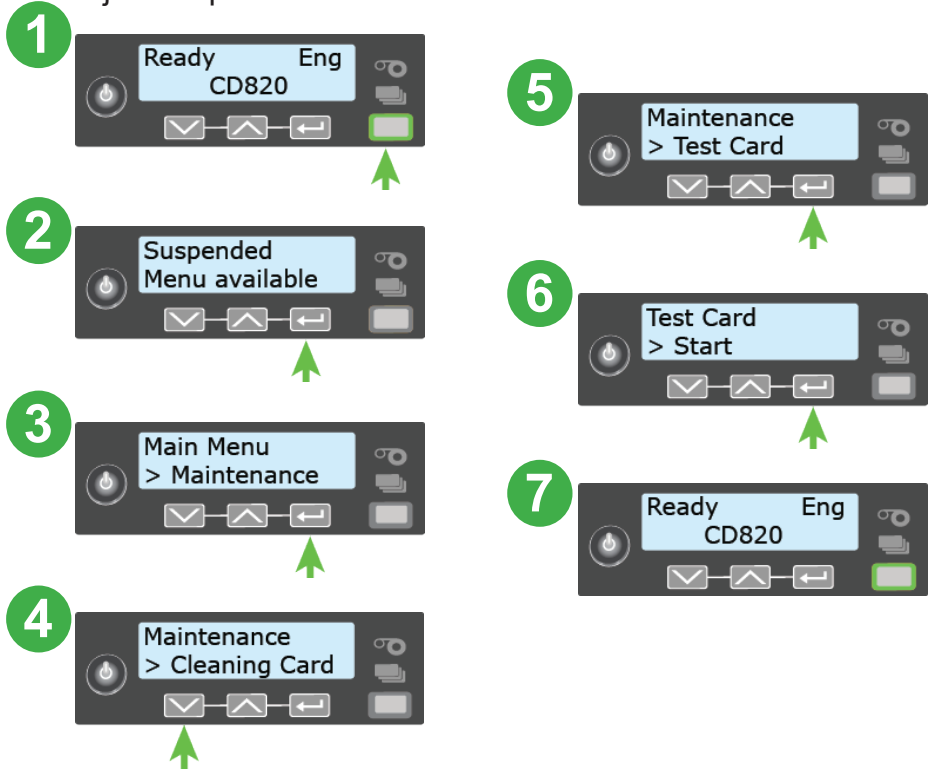 1
Ready Eng
CD820
2
Suspended
Menu available
3
Main Menu
> Maintenance
4
Maintenance
> Cleaning Card
5
Maintenance
> Test Card
6
Test Card
> Start
7
Ready Eng
CD820